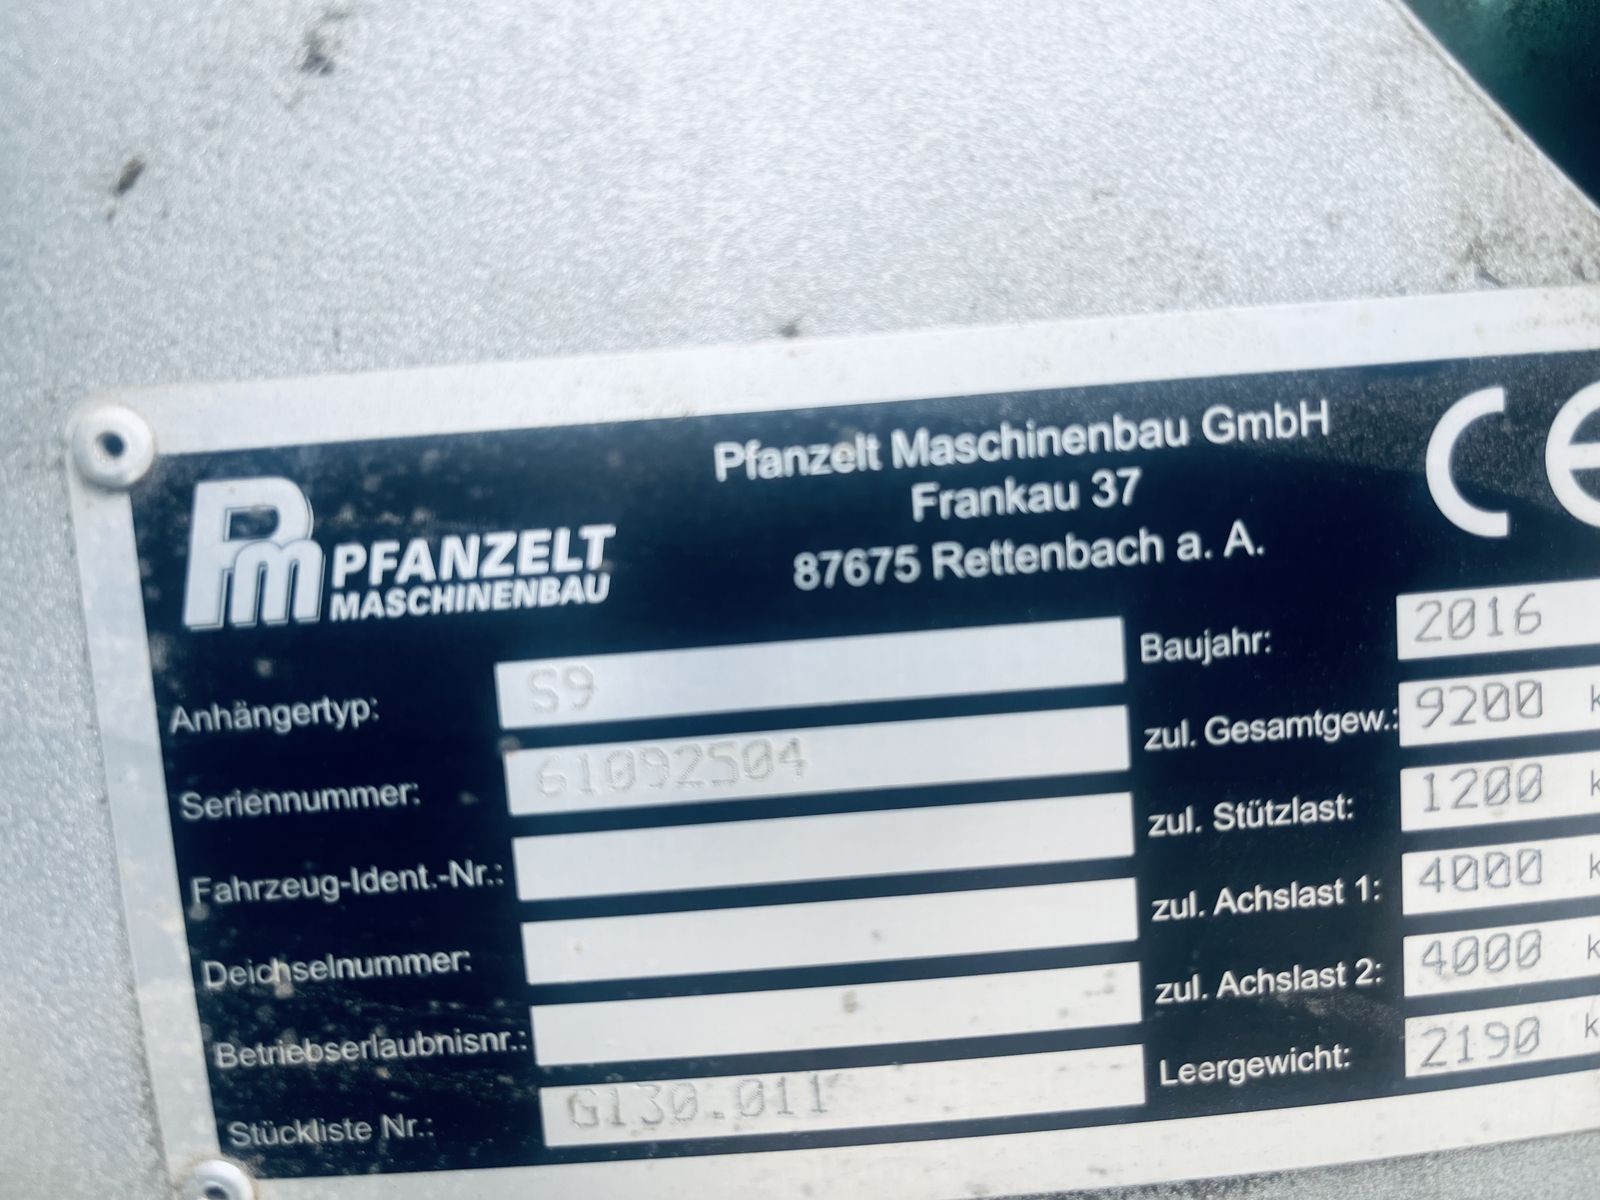 Pfanzelt Maschinenbau GmbH
Frankau 37
87675 Rettenbach a. A.
CE
Pm PFANZELT
MASCHINENBAU
Anhängertyp: S9
Seriennummer: 61092504
Fahrzeug-Ident.-Nr.:
Deichselnummer:
Betriebserlaubnisnr.:
Stückliste Nr.: G130.011
Baujahr: 2016
zul. Gesamtgew.: 9200 k
zul. Stützlast: 1200 k
zul. Achslast 1: 4000 k
zul. Achslast 2: 4000 k
Leergewicht: 2190 k